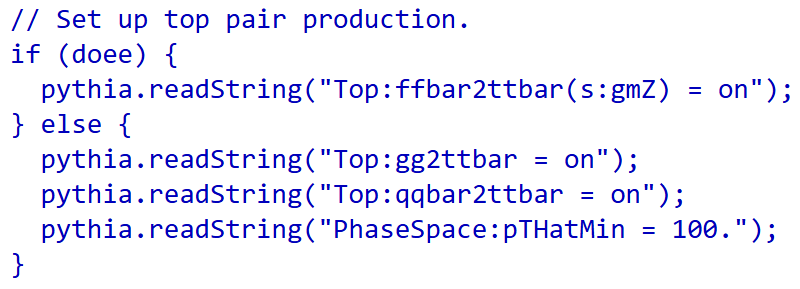 // Set up top pair production.
if (doee) {
  pythia.readString("Top:ffbar2ttbar(s:gmZ) = on");
} else {
  pythia.readString("Top:gg2ttbar = on");
  pythia.readString("Top:qqbar2ttbar = on");
  pythia.readString("PhaseSpace:pTHatMin = 100.");
}